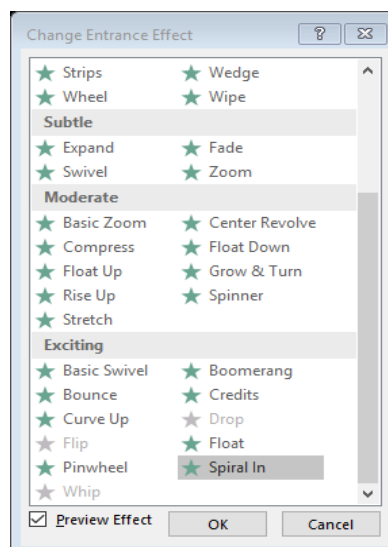 Change Entrance Effect
Strips Wedge
Wheel Wipe
Subtle
Expand Fade
Swivel Zoom
Moderate
Basic Zoom Center Revolve
Compress Float Down
Float Up Grow & Turn
Rise Up Spinner
Stretch
Exciting
Basic Swivel Boomerang
Bounce Credits
Curve Up Drop
Flip Float
Pinwheel Spiral In
Whip
Preview Effect OK Cancel